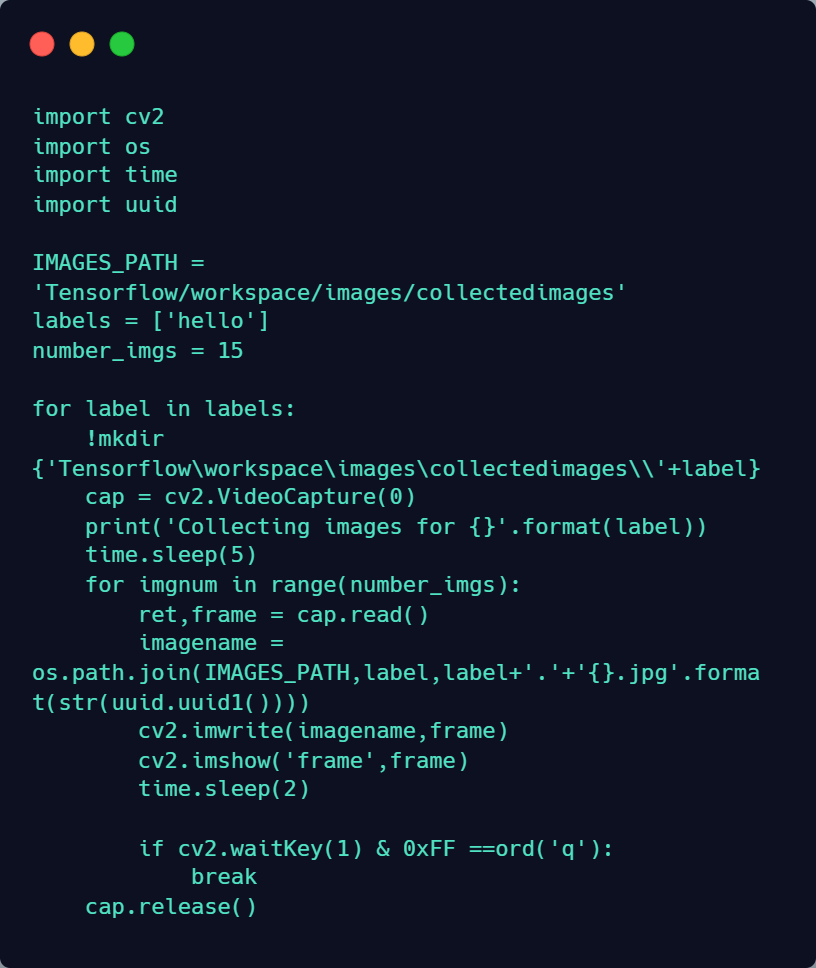 import cv2
import os
import time
import uuid

IMAGES_PATH =
'Tensorflow/workspace/images/collectedimages'
labels = ['hello']
number_imgs = 15

for label in labels:
    !mkdir
{'Tensorflow\workspace\images\collectedimages\\'+label}
    cap = cv2.VideoCapture(0)
    print('Collecting images for {}'.format(label))
    time.sleep(5)
    for imgnum in range(number_imgs):
        ret,frame = cap.read()
        imagename =
os.path.join(IMAGES_PATH,label,label+'.'+'{}.jpg'.forma
t(str(uuid.uuid1())))
        cv2.imwrite(imagename,frame)
        cv2.imshow('frame',frame)
        time.sleep(2)

        if cv2.waitKey(1) & 0xFF ==ord('q'):
            break
    cap.release()